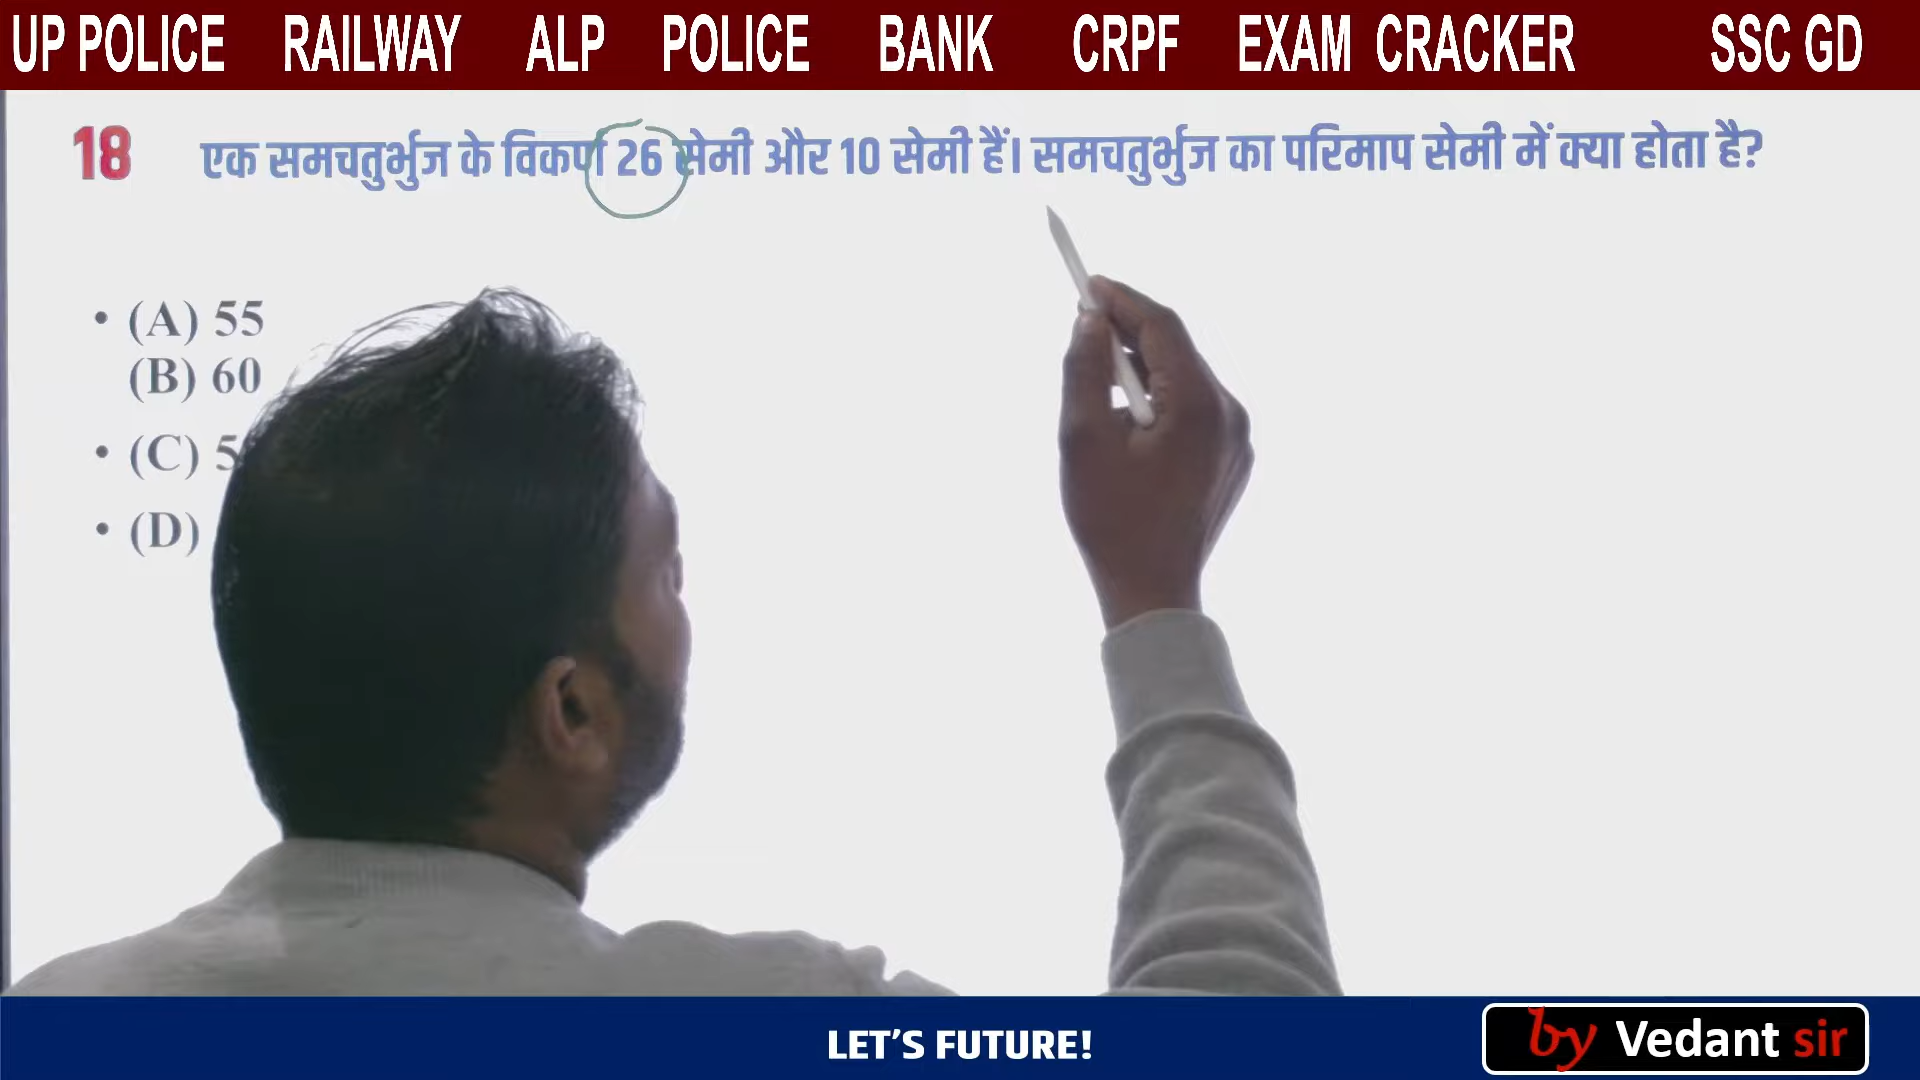 UP POLICE RAILWAY ALP POLICE BANK CRPF EXAM CRACKER SSC GD
18 एक समचतुर्भुज के विकर्ण 26 सेमी और 10 सेमी हैं। समचतुर्भुज का परिमाप सेमी में क्या होता है?
• (A) 55
(B) 60
• (C) 5
• (D)
LET'S FUTURE!
by Vedant sir